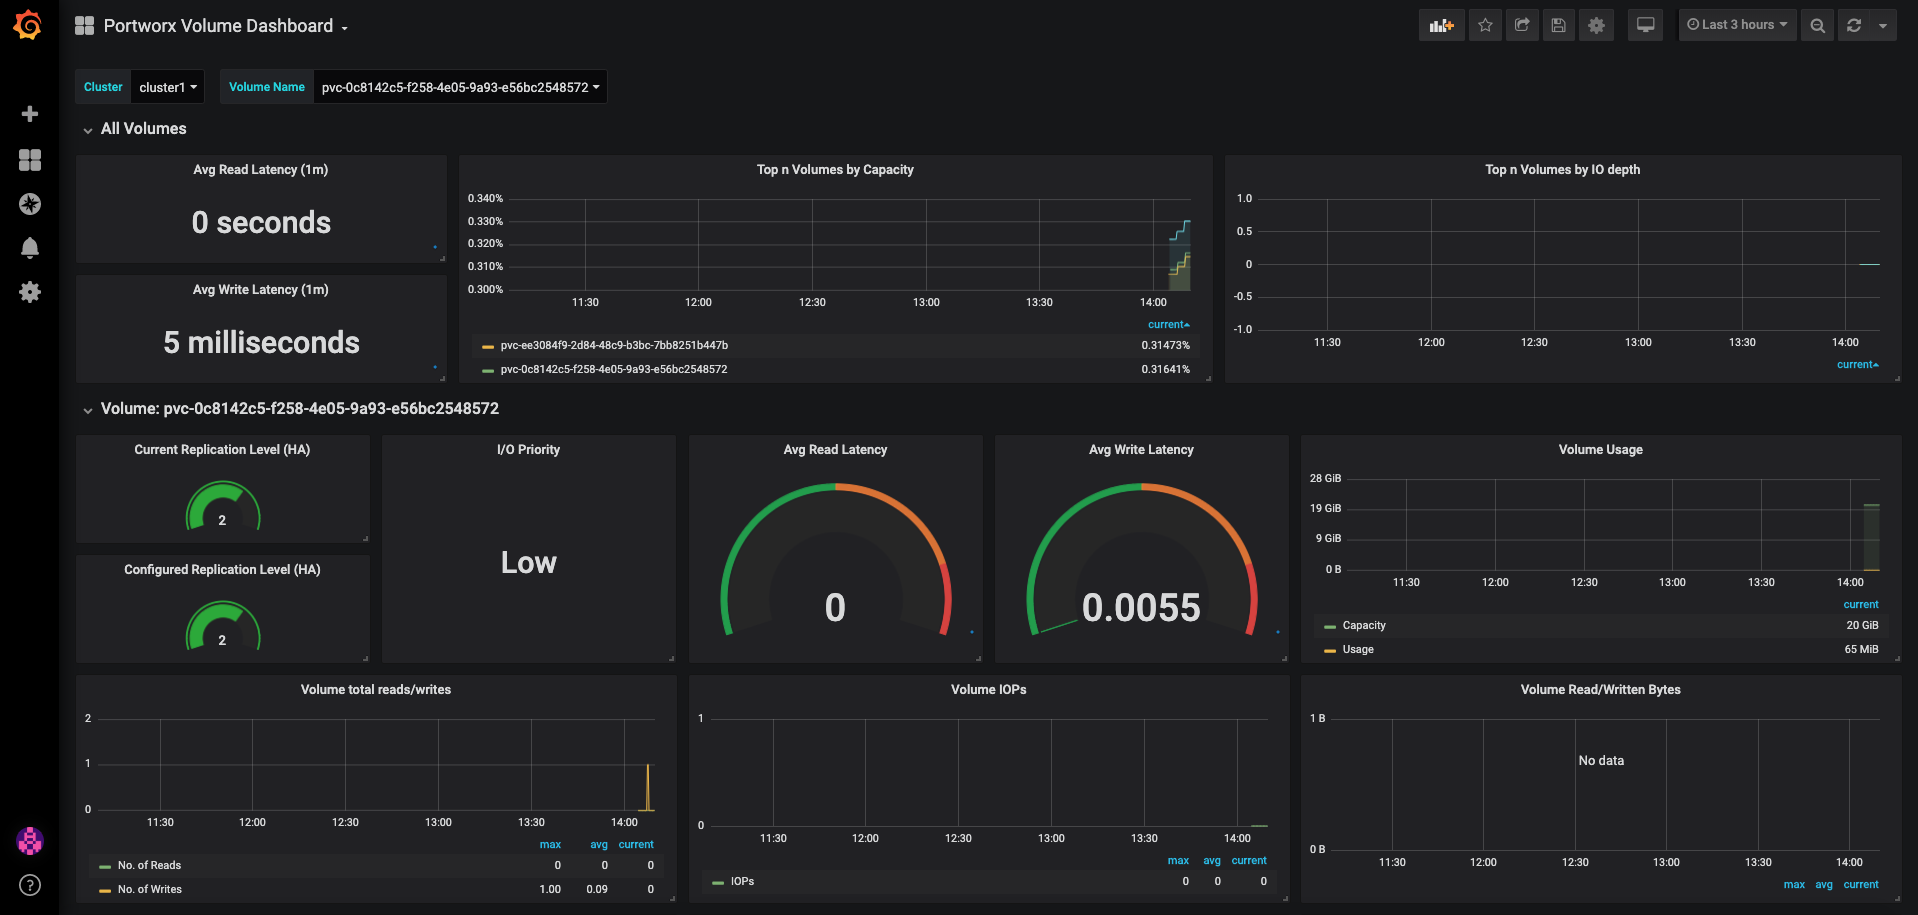 Portworx Volume Dashboard
Last 3 hours
Cluster cluster1 Volume Name pvc-0c8142c5-f258-4e05-9a93-e56bc2548572
All Volumes
Avg Read Latency (1m)
0 seconds
Avg Write Latency (1m)
5 milliseconds
Top n Volumes by Capacity
0.340%
0.330%
0.320%
0.310%
0.300%
11:30 12:00 12:30 13:00 13:30 14:00
current
pvc-ee3084f9-2d84-48c9-b3bc-7bb8251b447b 0.31473%
pvc-0c8142c5-f258-4e05-9a93-e56bc2548572 0.31641%
Top n Volumes by IO depth
1.0
0.5
0
-0.5
-1.0
11:30 12:00 12:30 13:00 13:30 14:00
current
Volume: pvc-0c8142c5-f258-4e05-9a93-e56bc2548572
Current Replication Level (HA)
2
Configured Replication Level (HA)
2
I/O Priority
Low
Avg Read Latency
0
Avg Write Latency
0.0055
Volume Usage
28 GiB
19 GiB
9 GiB
0 B
11:30 12:00 12:30 13:00 13:30 14:00
current
Capacity 20 GiB
Usage 65 MiB
Volume total reads/writes
2
1
0
11:30 12:00 12:30 13:00 13:30 14:00
max avg current
No. of Reads 0 0 0
No. of Writes 1.00 0.09 0
Volume IOPs
1
0
11:30 12:00 12:30 13:00 13:30 14:00
max avg current
IOPs 0 0 0
Volume Read/Written Bytes
1 B
No data
0 B
11:30 12:00 12:30 13:00 13:30 14:00
max avg current